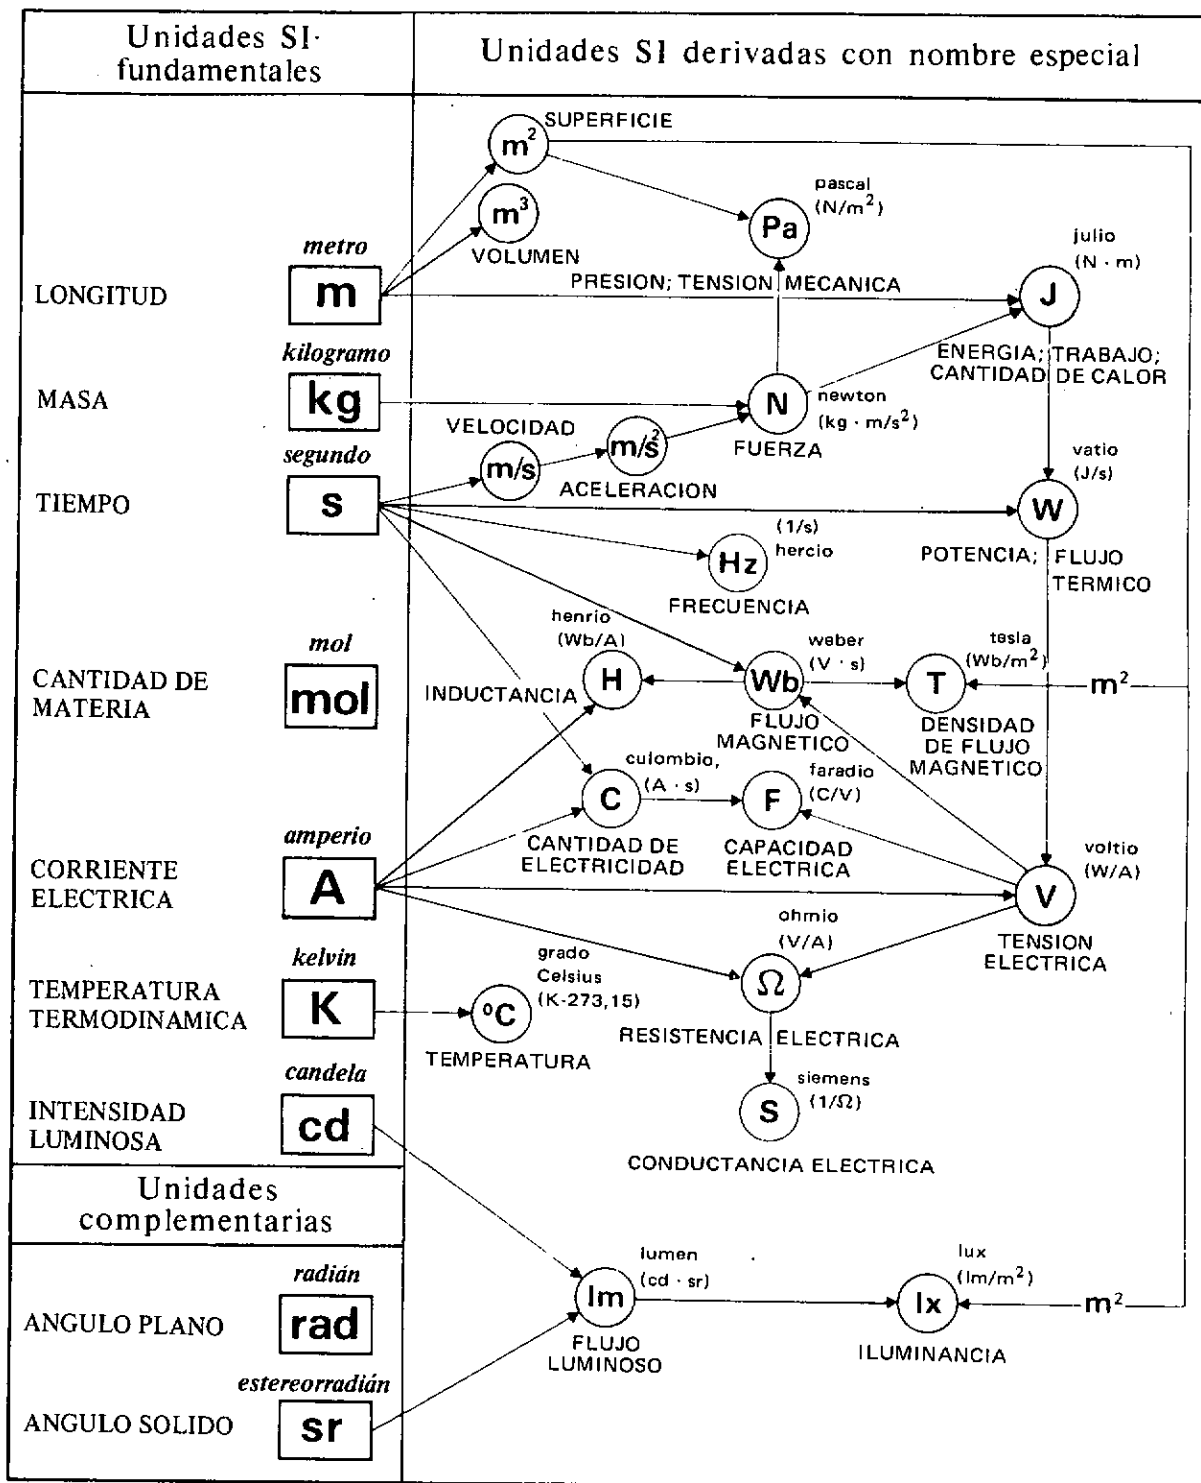 Unidades SI·
fundamentales
Unidades SI derivadas con nombre especial
SUPERFICIE
m²
m³
VOLUMEN
pascal
(N/m²)
Pa
PRESION; TENSION MECANICA
metro
LONGITUD
m
julio
(N · m)
J
ENERGIA; TRABAJO;
CANTIDAD DE CALOR
kilogramo
MASA
kg
N
newton
(kg · m/s²)
FUERZA
VELOCIDAD
m/s
m/s²
ACELERACION
segundo
TIEMPO
s
vatio
(J/s)
W
POTENCIA; FLUJO
TERMICO
(1/s)
hercio
Hz
FRECUENCIA
mol
CANTIDAD DE
MATERIA
mol
henrio
(Wb/A)
H
INDUCTANCIA
weber
(V · s)
Wb
FLUJO
MAGNETICO
tesla
(Wb/m²)
T
m²
DENSIDAD
DE FLUJO
MAGNETICO
culombio,
(A · s)
C
CANTIDAD DE
ELECTRICIDAD
faradio
(C/V)
F
CAPACIDAD
ELECTRICA
amperio
CORRIENTE
ELECTRICA
A
voltio
(W/A)
V
TENSION
ELECTRICA
ohmio
(V/A)
Ω
RESISTENCIA ELECTRICA
kelvin
TEMPERATURA
TERMODINAMICA
K
grado
Celsius
(K-273,15)
ºC
TEMPERATURA
siemens
(1/Ω)
S
CONDUCTANCIA ELECTRICA
candela
INTENSIDAD
LUMINOSA
cd
Unidades
complementarias
radián
ANGULO PLANO
rad
lumen
(cd · sr)
lm
FLUJO
LUMINOSO
lux
(lm/m²)
lx
m²
ILUMINANCIA
estereorradián
ANGULO SOLIDO
sr